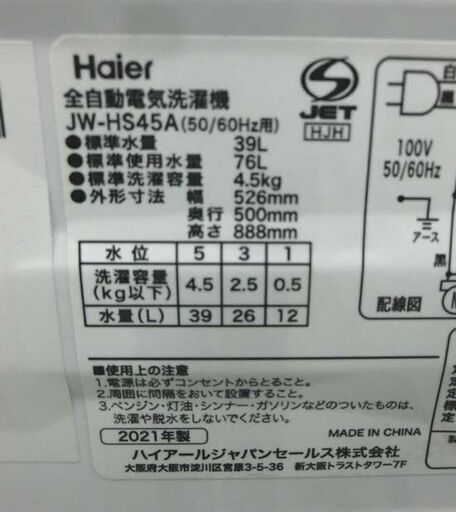 Haier
全自動電気洗濯機
JW-HS45A(50/60Hz用)
●標準水量 39L
●標準使用水量 76L
●標準洗濯容量 4.5kg
●外形寸法 幅 526mm
奥行 500mm
高さ 888mm
S
JET
HJH
白
黒
100V
50/60Hz
アース
黒
配線図
水位 5 3 1
洗濯容量(kg以下) 4.5 2.5 0.5
水量(L) 39 26 12
■使用上の注意
1.電源は必ずコンセントからとること。
2.周囲に間隔をおいて設置すること。
3.ベンジン・灯油・シンナー・ガソリンなどのついたものは、
洗濯や脱水をしないでください。
2021年製
MADE IN CHINA
ハイアールジャパンセールス株式会社
大阪府大阪市淀川区宮原3-5-36 新大阪トラストタワー7F